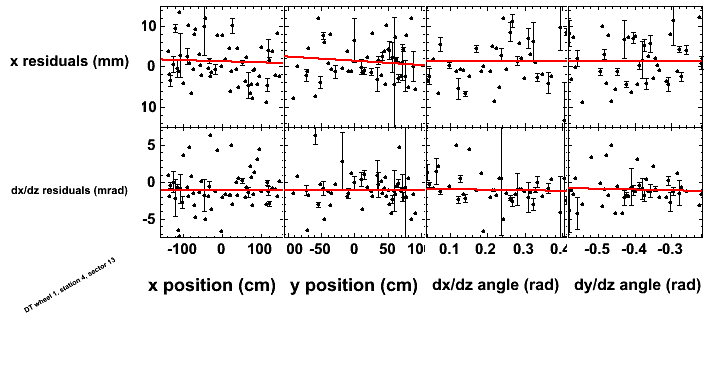 10
x residuals (mm) 0
10
5
dx/dz residuals (mrad) 0
-5
-100 0 100 00 -50 0 50 10 0.1 0.2 0.3 0.4 -0.5 -0.4 -0.3
x position (cm) y position (cm) dx/dz angle (rad) dy/dz angle (rad)
DT wheel 1, station 4, sector 13